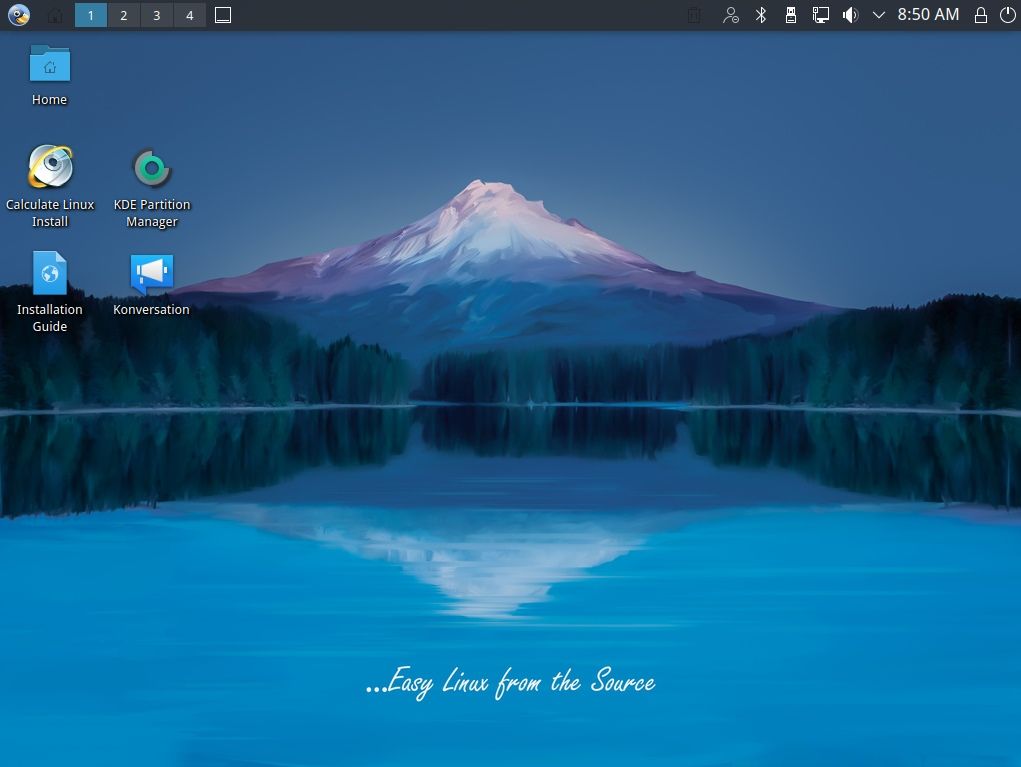 1 2 3 4
8:50 AM
Home
Calculate Linux
Install
KDE Partition
Manager
Installation
Guide
Konversation
...Easy Linux from the Source